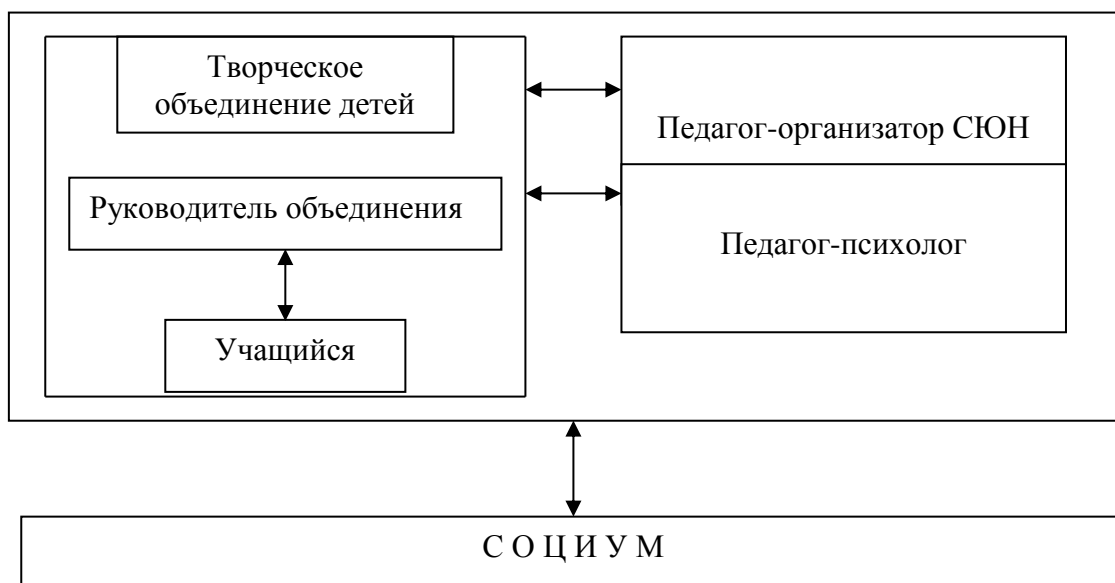 Творческое
объединение детей
Педагог-организатор СЮН
Руководитель объединения
Педагог-психолог
Учащийся
С О Ц И У М